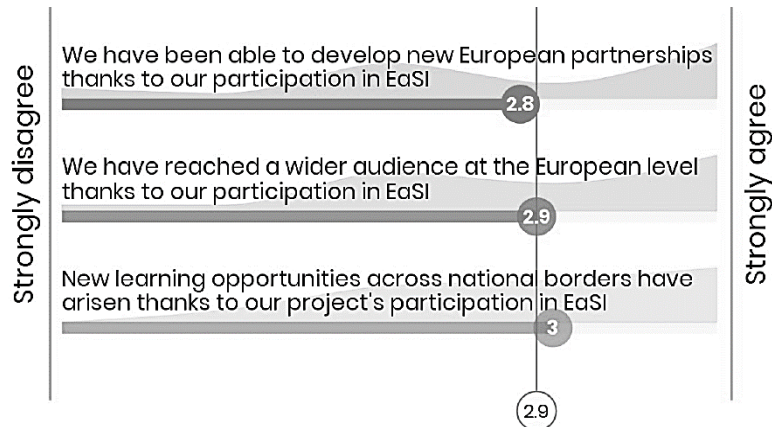 Strongly disagree
We have been able to develop new European partnerships
thanks to our participation in EaSI
2.8
We have reached a wider audience at the European level
thanks to our participation in EaSI
2.9
New learning opportunities across national borders have
arisen thanks to our project's participation in EaSI
3
2.9
Strongly agree